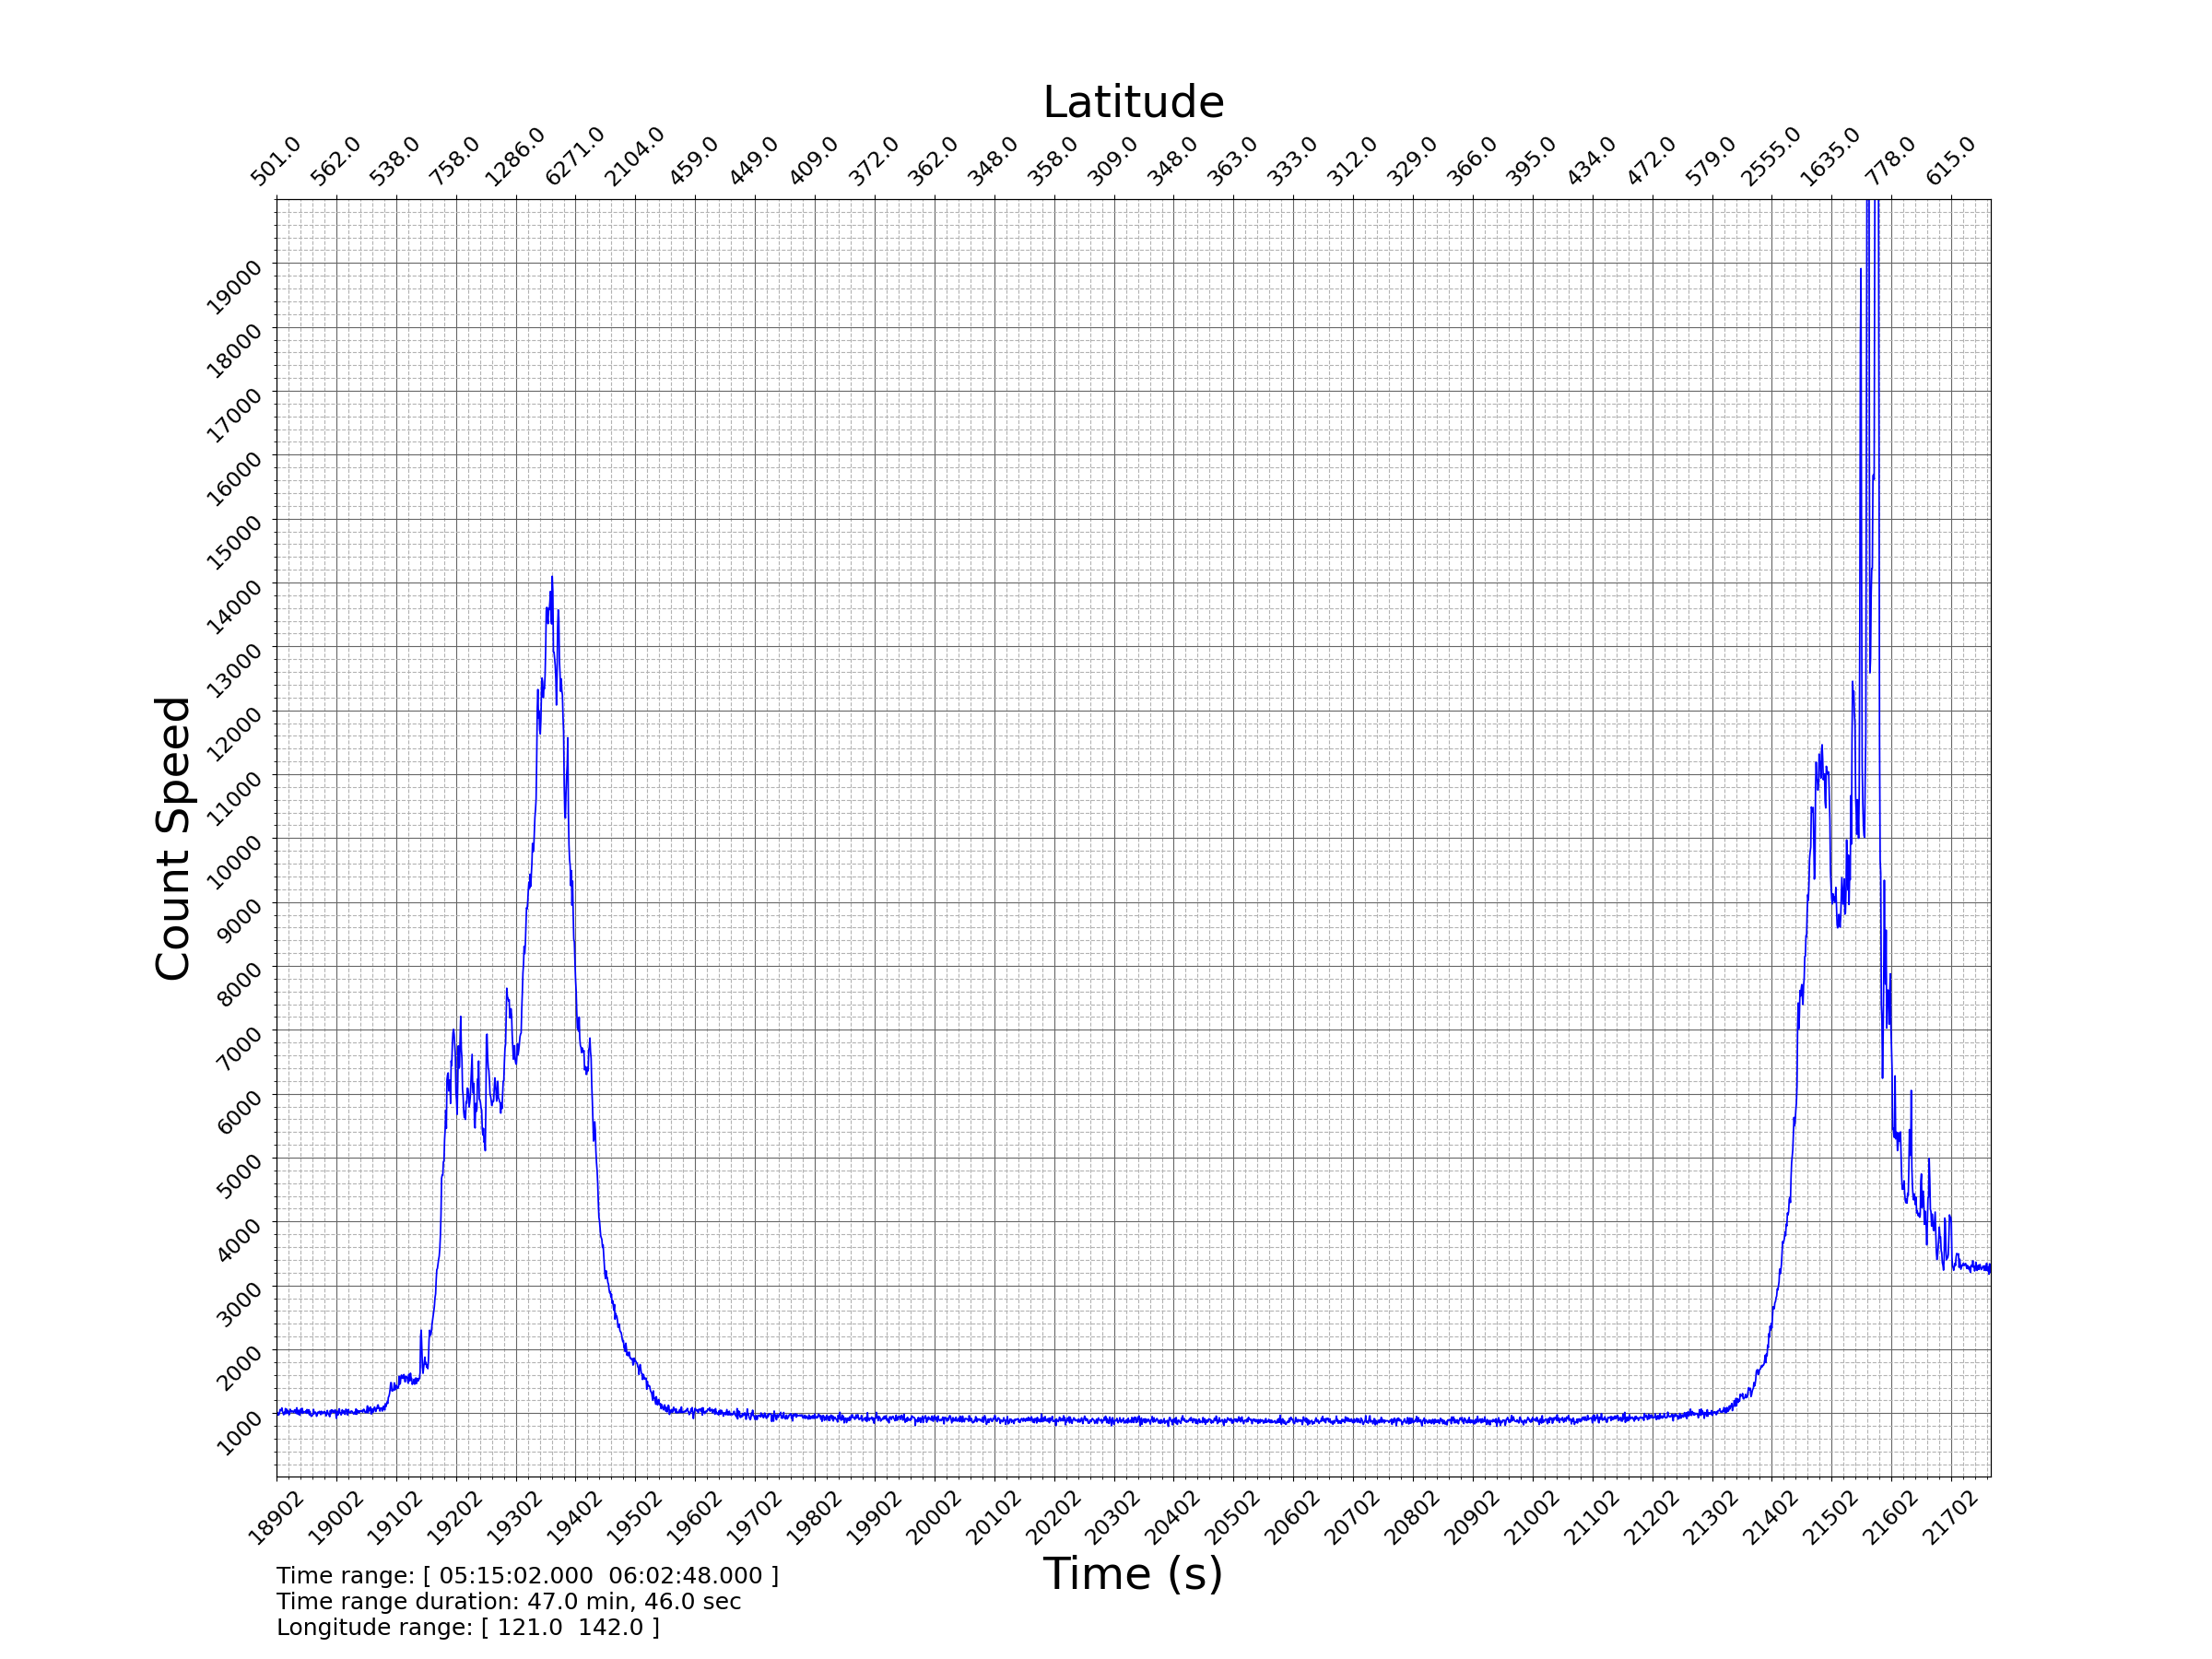 Latitude
501.0 562.0 538.0 758.0 1286.0 6271.0 2104.0 459.0 449.0 409.0 372.0 362.0 348.0 358.0 309.0 348.0 363.0 333.0 312.0 329.0 366.0 395.0 434.0 472.0 579.0 2555.0 1635.0 778.0 615.0
Count Speed
19000
18000
17000
16000
15000
14000
13000
12000
11000
10000
9000
8000
7000
6000
5000
4000
3000
2000
1000
18902 19002 19102 19202 19302 19402 19502 19602 19702 19802 19902 20002 20102 20202 20302 20402 20502 20602 20702 20802 20902 21002 21102 21202 21302 21402 21502 21602 21702
Time (s)
Time range: [ 05:15:02.000 06:02:48.000 ]
Time range duration: 47.0 min, 46.0 sec
Longitude range: [ 121.0 142.0 ]